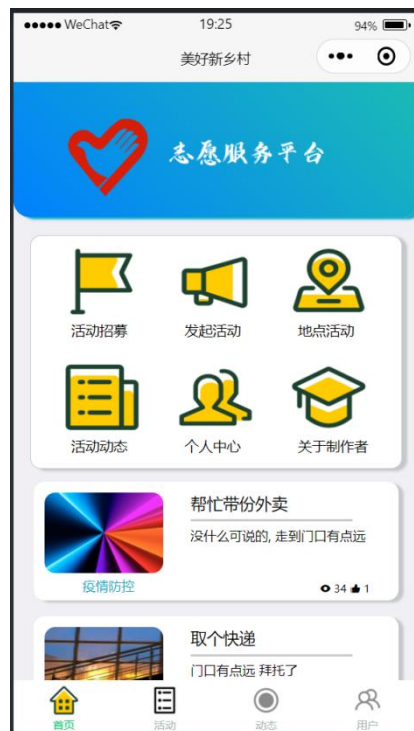 WeChat
19:25
94%
美好新乡村
志愿服务平台
活动招募
发起活动
地点活动
活动动态
个人中心
关于制作者
帮忙带份外卖
没什么可说的, 走到门口有点远
疫情防控
34
1
取个快递
门口有点远 拜托了
首页
活动
动态
用户